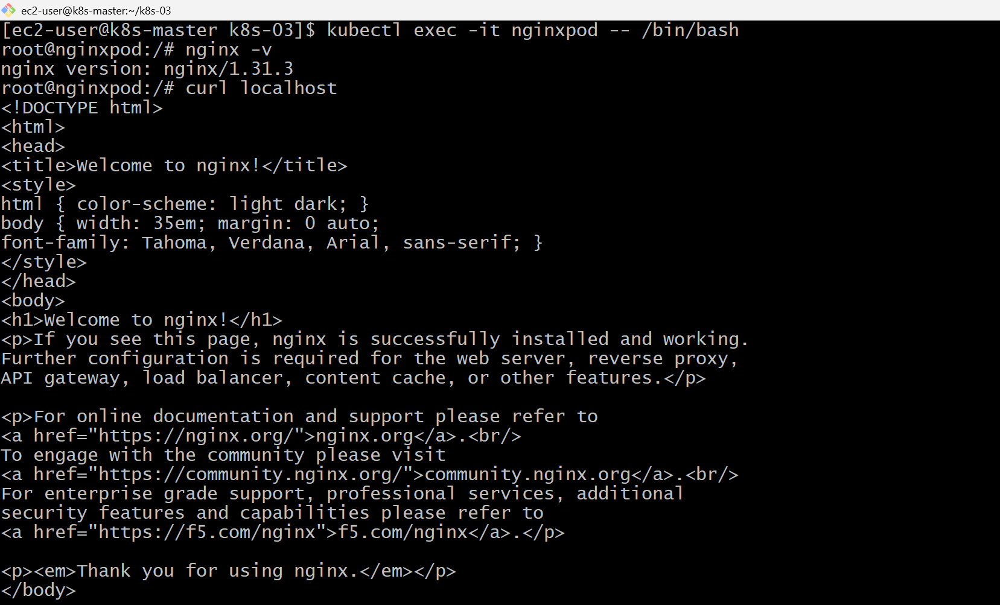 ec2-user@k8s-master:~/k8s-03
[ec2-user@k8s-master k8s-03]$ kubectl exec -it nginxpod -- /bin/bash
root@nginxpod:/# nginx -v
nginx version: nginx/1.31.3
root@nginxpod:/# curl localhost
<!DOCTYPE html>
<html>
<head>
<title>Welcome to nginx!</title>
<style>
html { color-scheme: light dark; }
body { width: 35em; margin: 0 auto;
font-family: Tahoma, Verdana, Arial, sans-serif; }
</style>
</head>
<body>
<h1>Welcome to nginx!</h1>
<p>If you see this page, nginx is successfully installed and working.
Further configuration is required for the web server, reverse proxy,
API gateway, load balancer, content cache, or other features.</p>

<p>For online documentation and support please refer to
<a href="https://nginx.org/">nginx.org</a>.<br/>
To engage with the community please visit
<a href="https://community.nginx.org/">community.nginx.org</a>.<br/>
For enterprise grade support, professional services, additional
security features and capabilities please refer to
<a href="https://f5.com/nginx">f5.com/nginx</a>.</p>

<p><em>Thank you for using nginx.</em></p>
</body>